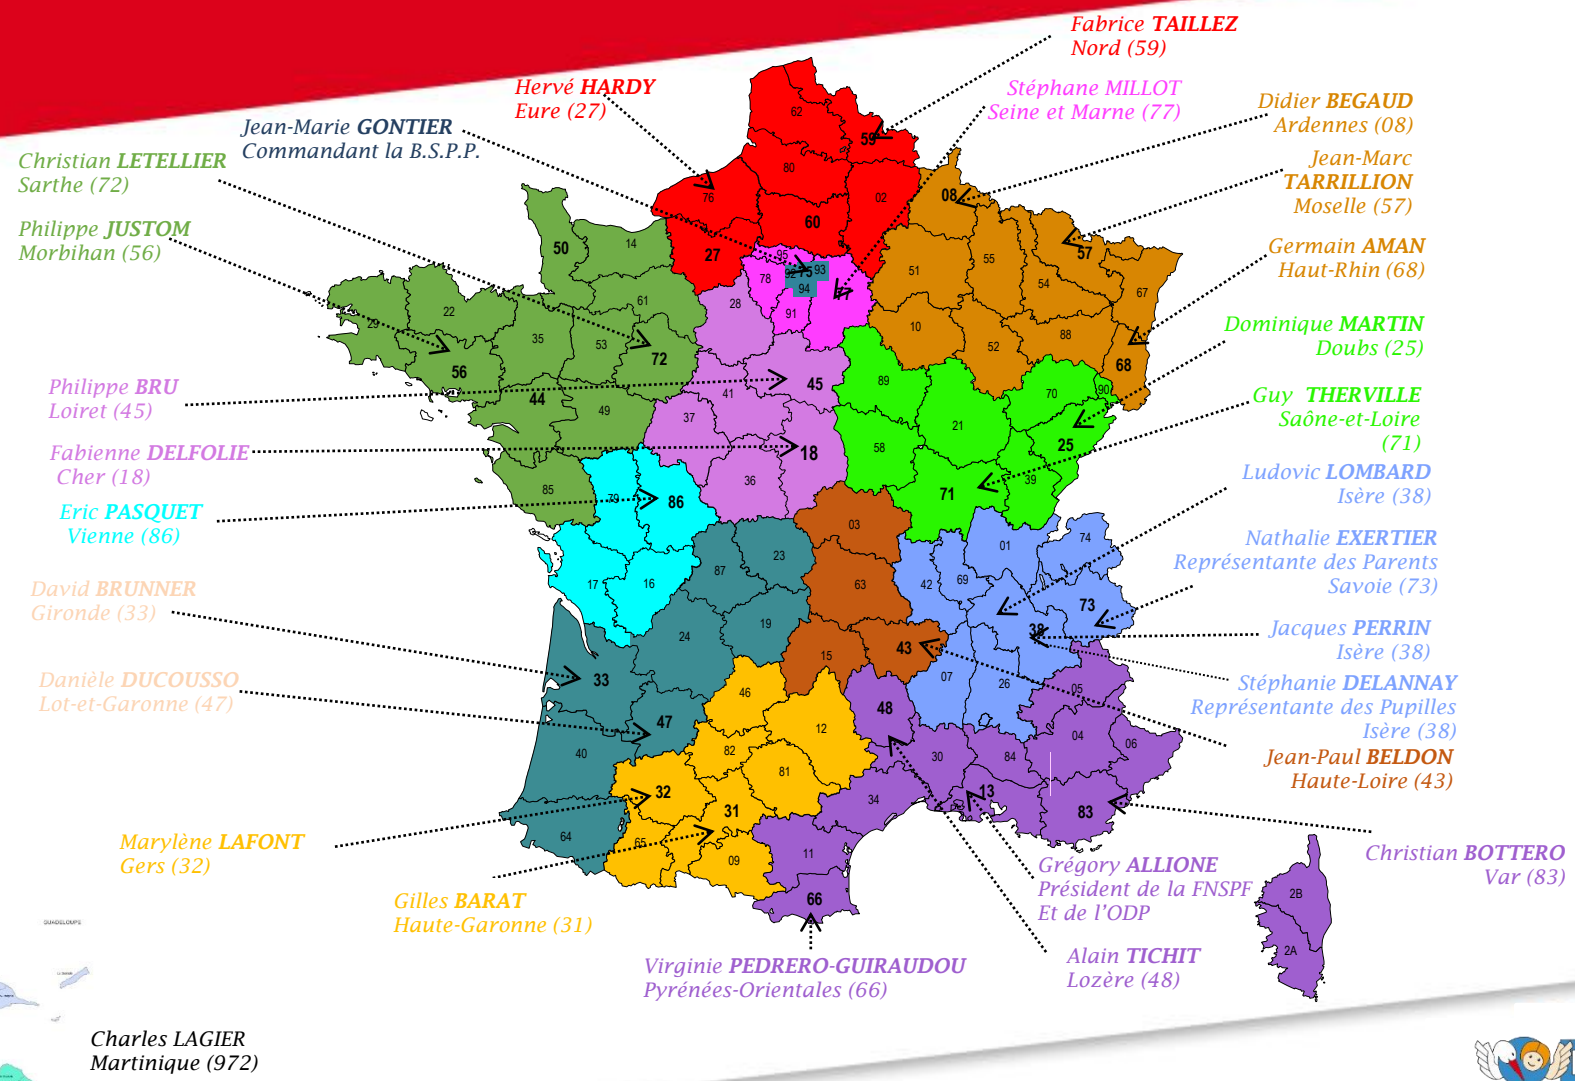 Fabrice TAILLEZ
Nord (59)
Hervé HARDY
Eure (27)
Stéphane MILLOT
Seine et Marne (77)
Didier BEGAUD
Ardennes (08)
Jean-Marie GONTIER
Commandant la B.S.P.P.
Christian LETELLIER
Sarthe (72)
Jean-Marc
TARRILLION
Moselle (57)
Philippe JUSTOM
Morbihan (56)
Germain AMAN
Haut-Rhin (68)
Dominique MARTIN
Doubs (25)
Philippe BRU
Loiret (45)
Guy THERVILLE
Saône-et-Loire
(71)
Fabienne DELFOLIE
Cher (18)
Ludovic LOMBARD
Isère (38)
Eric PASQUET
Vienne (86)
Nathalie EXERTIER
Représentante des Parents
Savoie (73)
David BRUNNER
Gironde (33)
Jacques PERRIN
Isère (38)
Danièle DUCOUSSO
Lot-et-Garonne (47)
Stéphanie DELANNAY
Représentante des Pupilles
Isère (38)
Jean-Paul BELDON
Haute-Loire (43)
Marylène LAFONT
Gers (32)
Christian BOTTERO
Var (83)
Grégory ALLIONE
Président de la FNSPF
Et de l'ODP
Gilles BARAT
Haute-Garonne (31)
Alain TICHIT
Lozère (48)
Virginie PEDRERO-GUIRAUDOU
Pyrénées-Orientales (66)
GUADELOUPE
Charles LAGIER
Martinique (972)
62
59
80
76
02
60
27
08
50
14
95
92
75
93
94
78
77
91
51
55
57
54
67
61
28
22
29
35
53
72
56
10
52
88
68
44
49
41
45
89
70
90
37
18
21
25
58
36
71
39
85
79
86
03
23
87
01
74
17
16
63
42
69
73
38
24
19
15
43
33
46
48
07
26
05
47
12
40
82
30
84
04
06
81
32
31
34
13
83
64
65
09
11
66
2B
2A